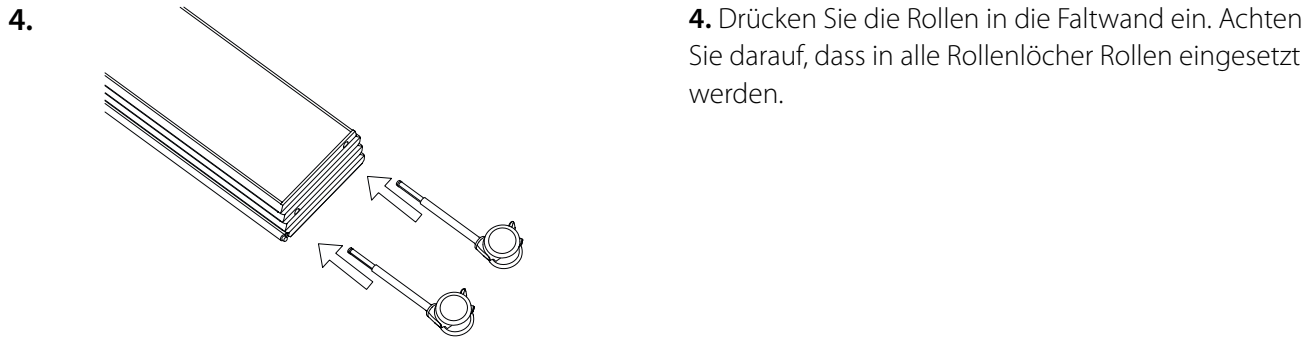 4.
4. Drücken Sie die Rollen in die Faltwand ein. Achten
Sie darauf, dass in alle Rollenlöcher Rollen eingesetzt
werden.